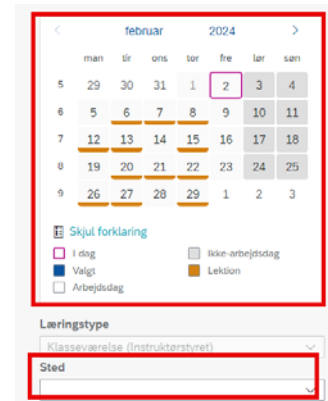 februar 2024
man tir ons tor fre lør søn
5 29 30 31 1 2 3 4
6 5 6 7 8 9 10 11
7 12 13 14 15 16 17 18
8 19 20 21 22 23 24 25
9 26 27 28 29 1 2 3
Skjul forklaring
I dag Ikke-arbejdsdag
Valgt Lektion
Arbejdsdag
Læringstype
Klasseværelse (Instruktørstyret)
Sted